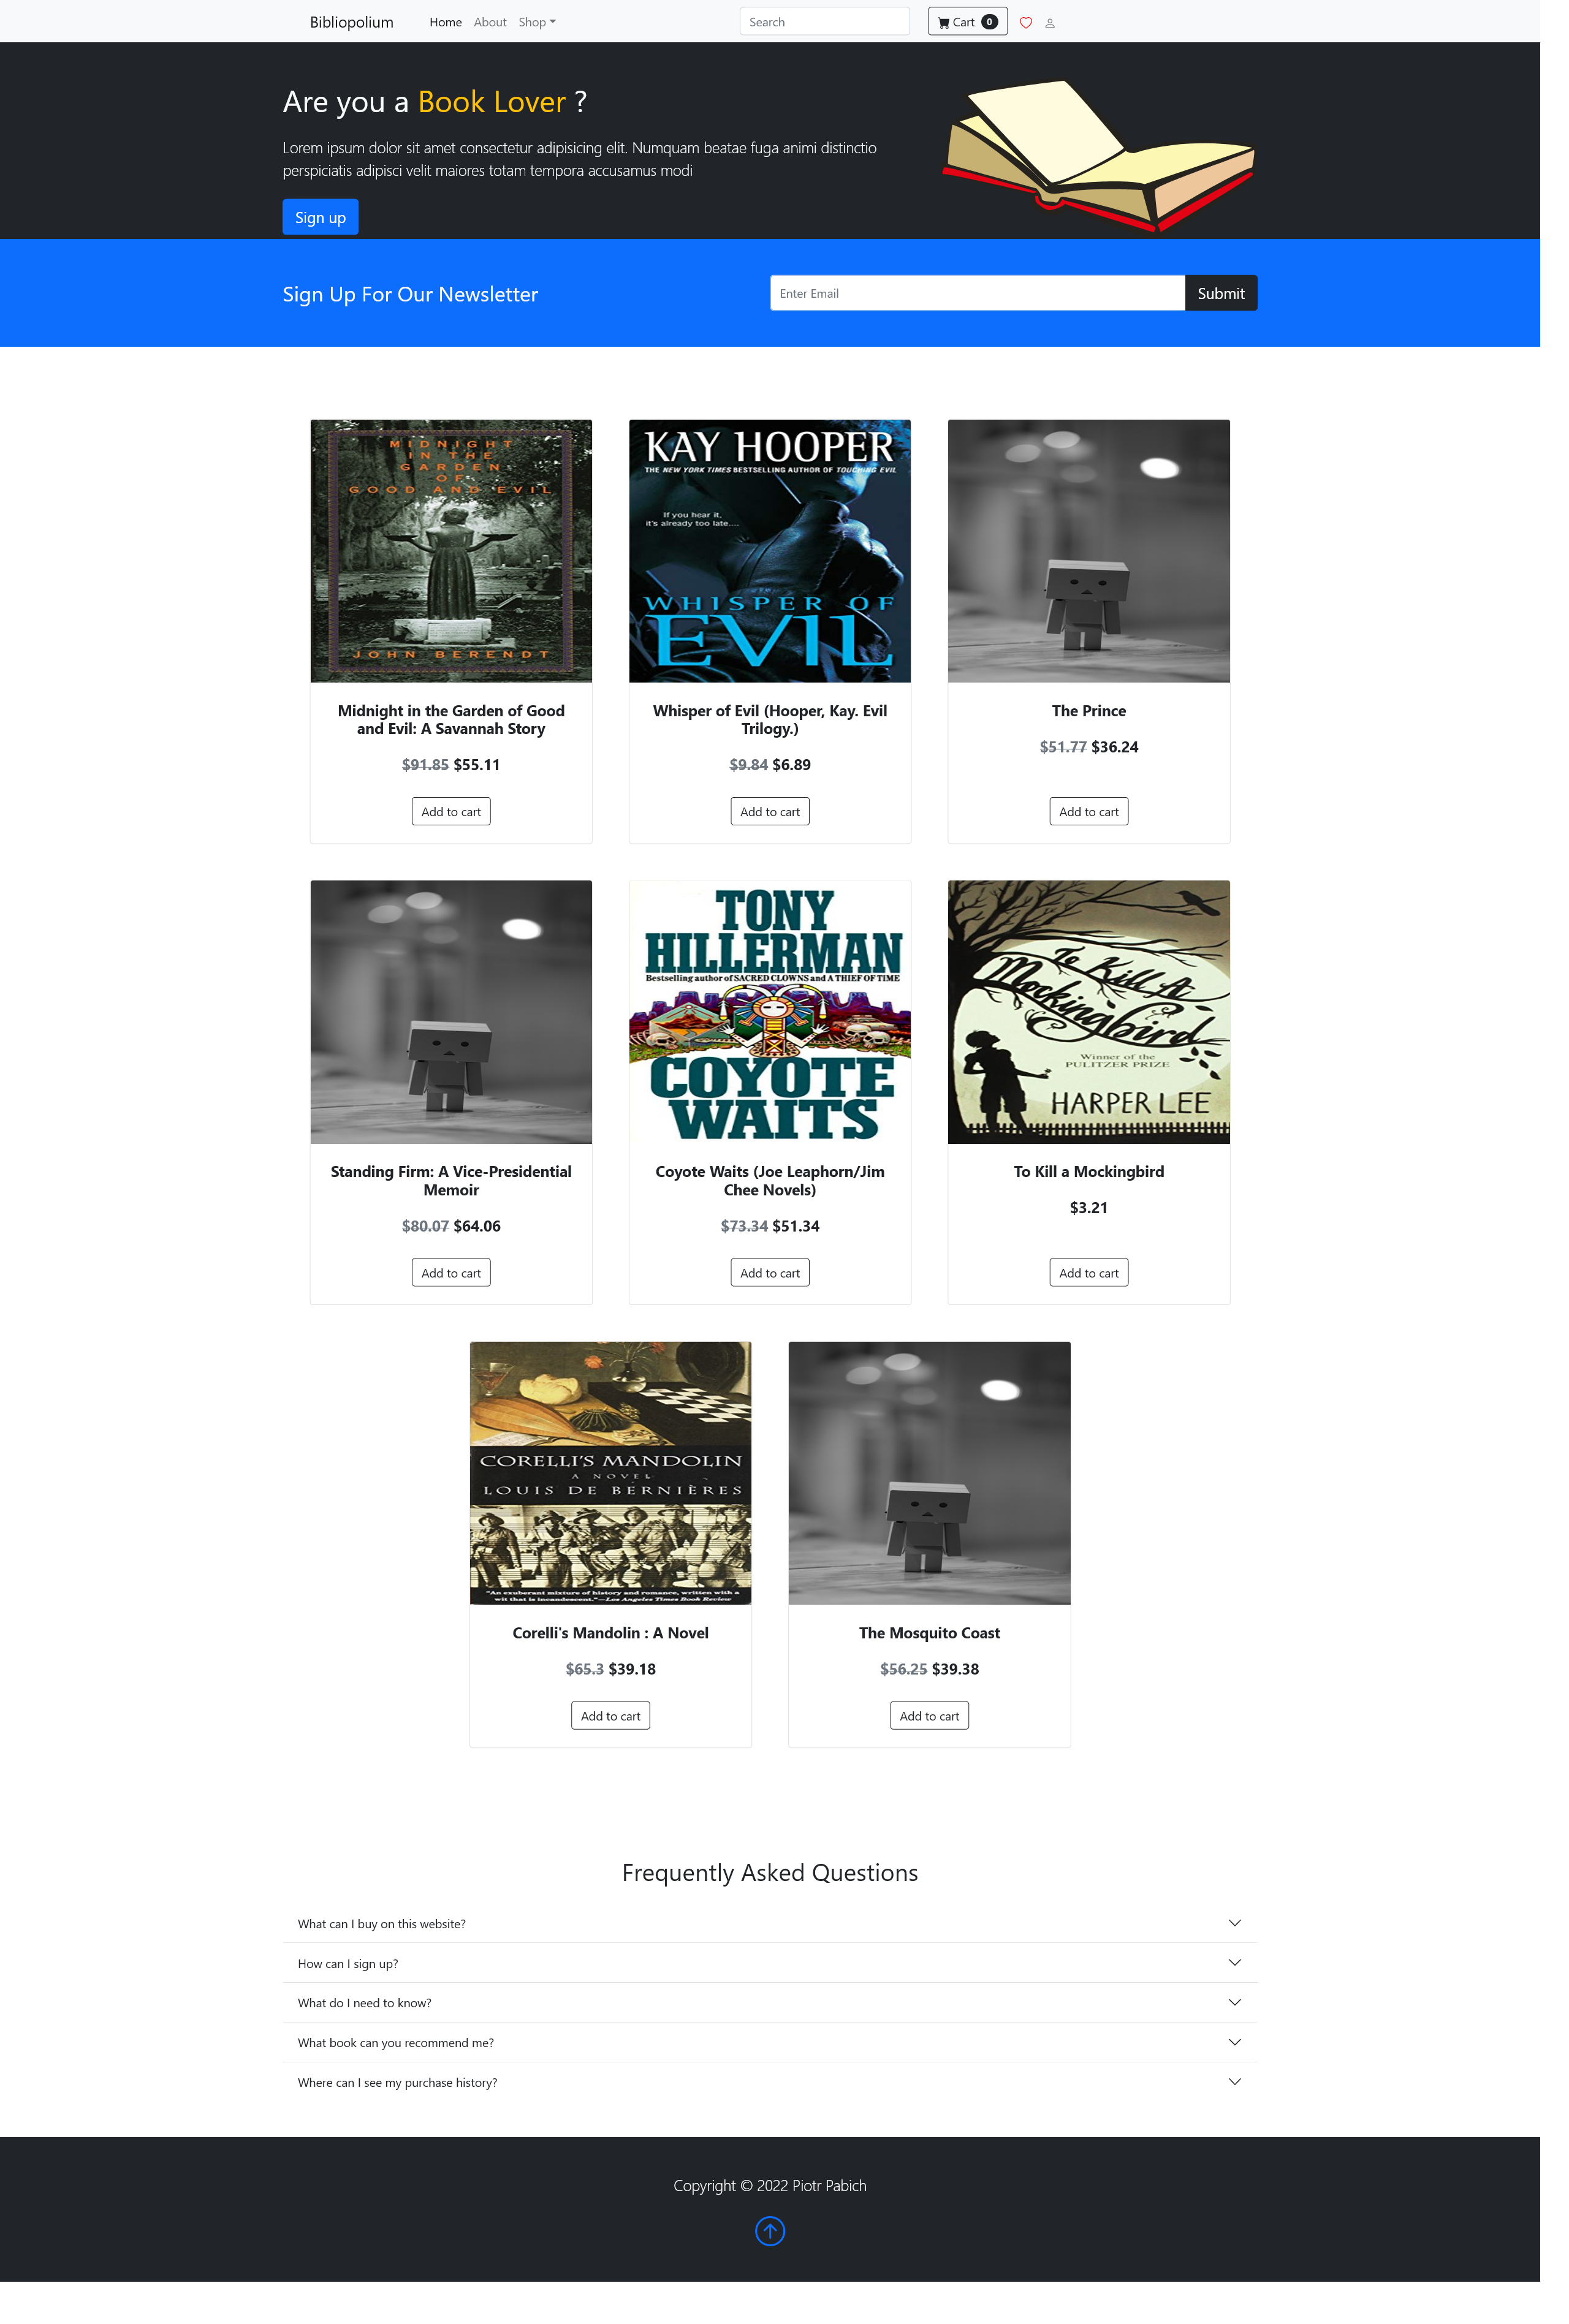 Bibliopolium Home About Shop Search Cart 0
Are you a Book Lover ?
Lorem ipsum dolor sit amet consectetur adipisicing elit. Numquam beatae fuga animi distinctio
perspiciatis adipisci velit maiores totam tempora accusamus modi
Sign up
Sign Up For Our Newsletter Enter Email Submit
MIDNIGHT
IN THE
GARDEN
OF
GOOD AND EVIL
JOHN BERENDT
KAY HOOPER
THE NEW YORK TIMES BESTSELLING AUTHOR OF TOUCHING EVIL
If you hear it,
it's already too late....
WHISPER OF
EVIL
Midnight in the Garden of Good
and Evil: A Savannah Story
$91.85 $55.11
Add to cart
Whisper of Evil (Hooper, Kay. Evil
Trilogy.)
$9.84 $6.89
Add to cart
The Prince
$51.77 $36.24
Add to cart
TONY
HILLERMAN
Bestselling author of SACRED CLOWNS and A THIEF OF TIME
COYOTE
WAITS
To Kill A
Mockingbird
Winner of the
PULITZER PRIZE
HARPER LEE
Standing Firm: A Vice-Presidential
Memoir
$80.07 $64.06
Add to cart
Coyote Waits (Joe Leaphorn/Jim
Chee Novels)
$73.34 $51.34
Add to cart
To Kill a Mockingbird
$3.21
Add to cart
CORELLI'S MANDOLIN
A NOVEL
LOUIS DE BERNIÈRES
"An exuberant mixture of history and romance, written with a
wit that is incandescent."—Los Angeles Times Book Review
Corelli's Mandolin : A Novel
$65.3 $39.18
Add to cart
The Mosquito Coast
$56.25 $39.38
Add to cart
Frequently Asked Questions
What can I buy on this website?
How can I sign up?
What do I need to know?
What book can you recommend me?
Where can I see my purchase history?
Copyright © 2022 Piotr Pabich